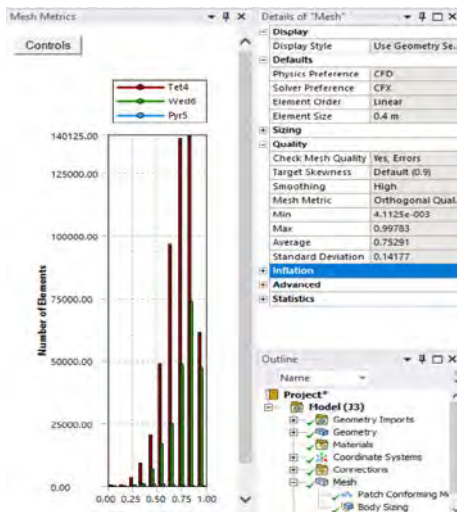 Mesh Metrics
Controls
Tet4
Wed6
Pyr5
140125.00
125000.00
100000.00
75000.00
50000.00
25000.00
0.00
Number of Elements
0.00 0.25 0.50 0.75 1.00
Details of "Mesh"
Display
Display Style Use Geometry Se..
Defaults
Physics Preference CFD
Solver Preference CFX
Element Order Linear
Element Size 0.4 m
Sizing
Quality
Check Mesh Quality Yes, Errors
Target Skewness Default (0.9)
Smoothing High
Mesh Metric Orthogonal Qual.
Min 4.1125e-003
Max 0.99783
Average 0.75291
Standard Deviation 0.14177
Inflation
Advanced
Statistics
Outline
Name
Project*
Model (J3)
Geometry Imports
Geometry
Materials
Coordinate Systems
Connections
Mesh
Patch Conforming M
Body Sizing